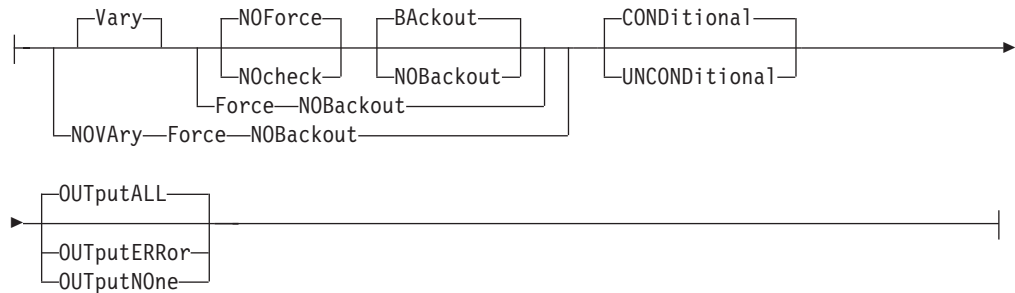 Vary NOForce BAckout CONDitional
NOcheck NOBackout UNCONDitional
Force NOBackout
NOVAry Force NOBackout
OUTputALL
OUTputERRor
OUTputNOne